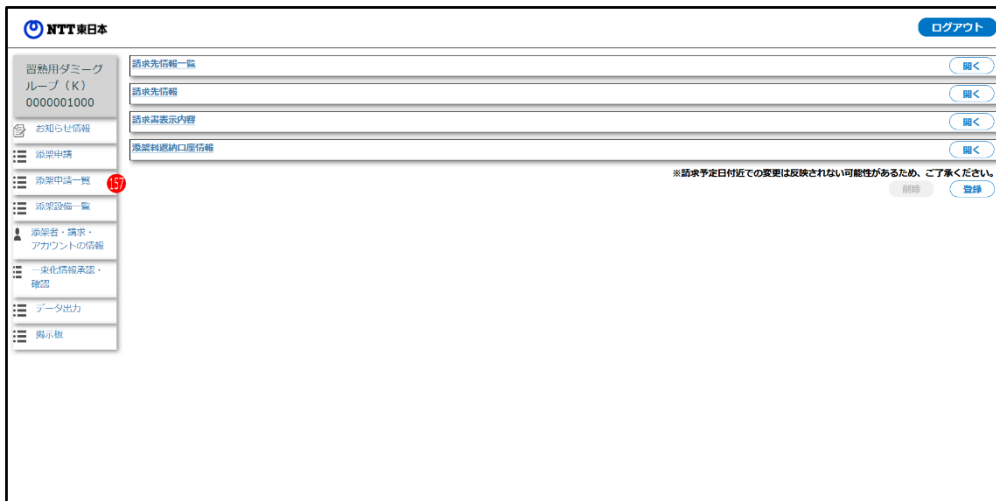 NTT東日本
ログアウト
習熟用ダミーグ
ループ（K）
0000001000
お知らせ情報
添架申請
添架申請一覧
157
添架設備一覧
添架者・請求・
アカウントの情報
一束化情報承認・
確認
データ出力
掲示板
請求先情報一覧
開く
請求先情報
開く
請求書表示内容
開く
添架料返納口座情報
開く
※請求予定日付近での変更は反映されない可能性があるため、ご了承ください。
削除
登録